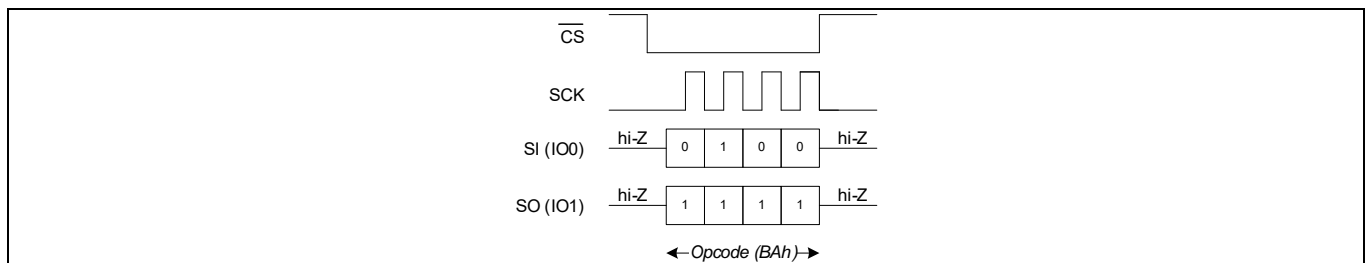 CS
SCK
SI (IO0) hi-Z 0 1 0 0 hi-Z
SO (IO1) hi-Z 1 1 1 1 hi-Z
Opcode (BAh)